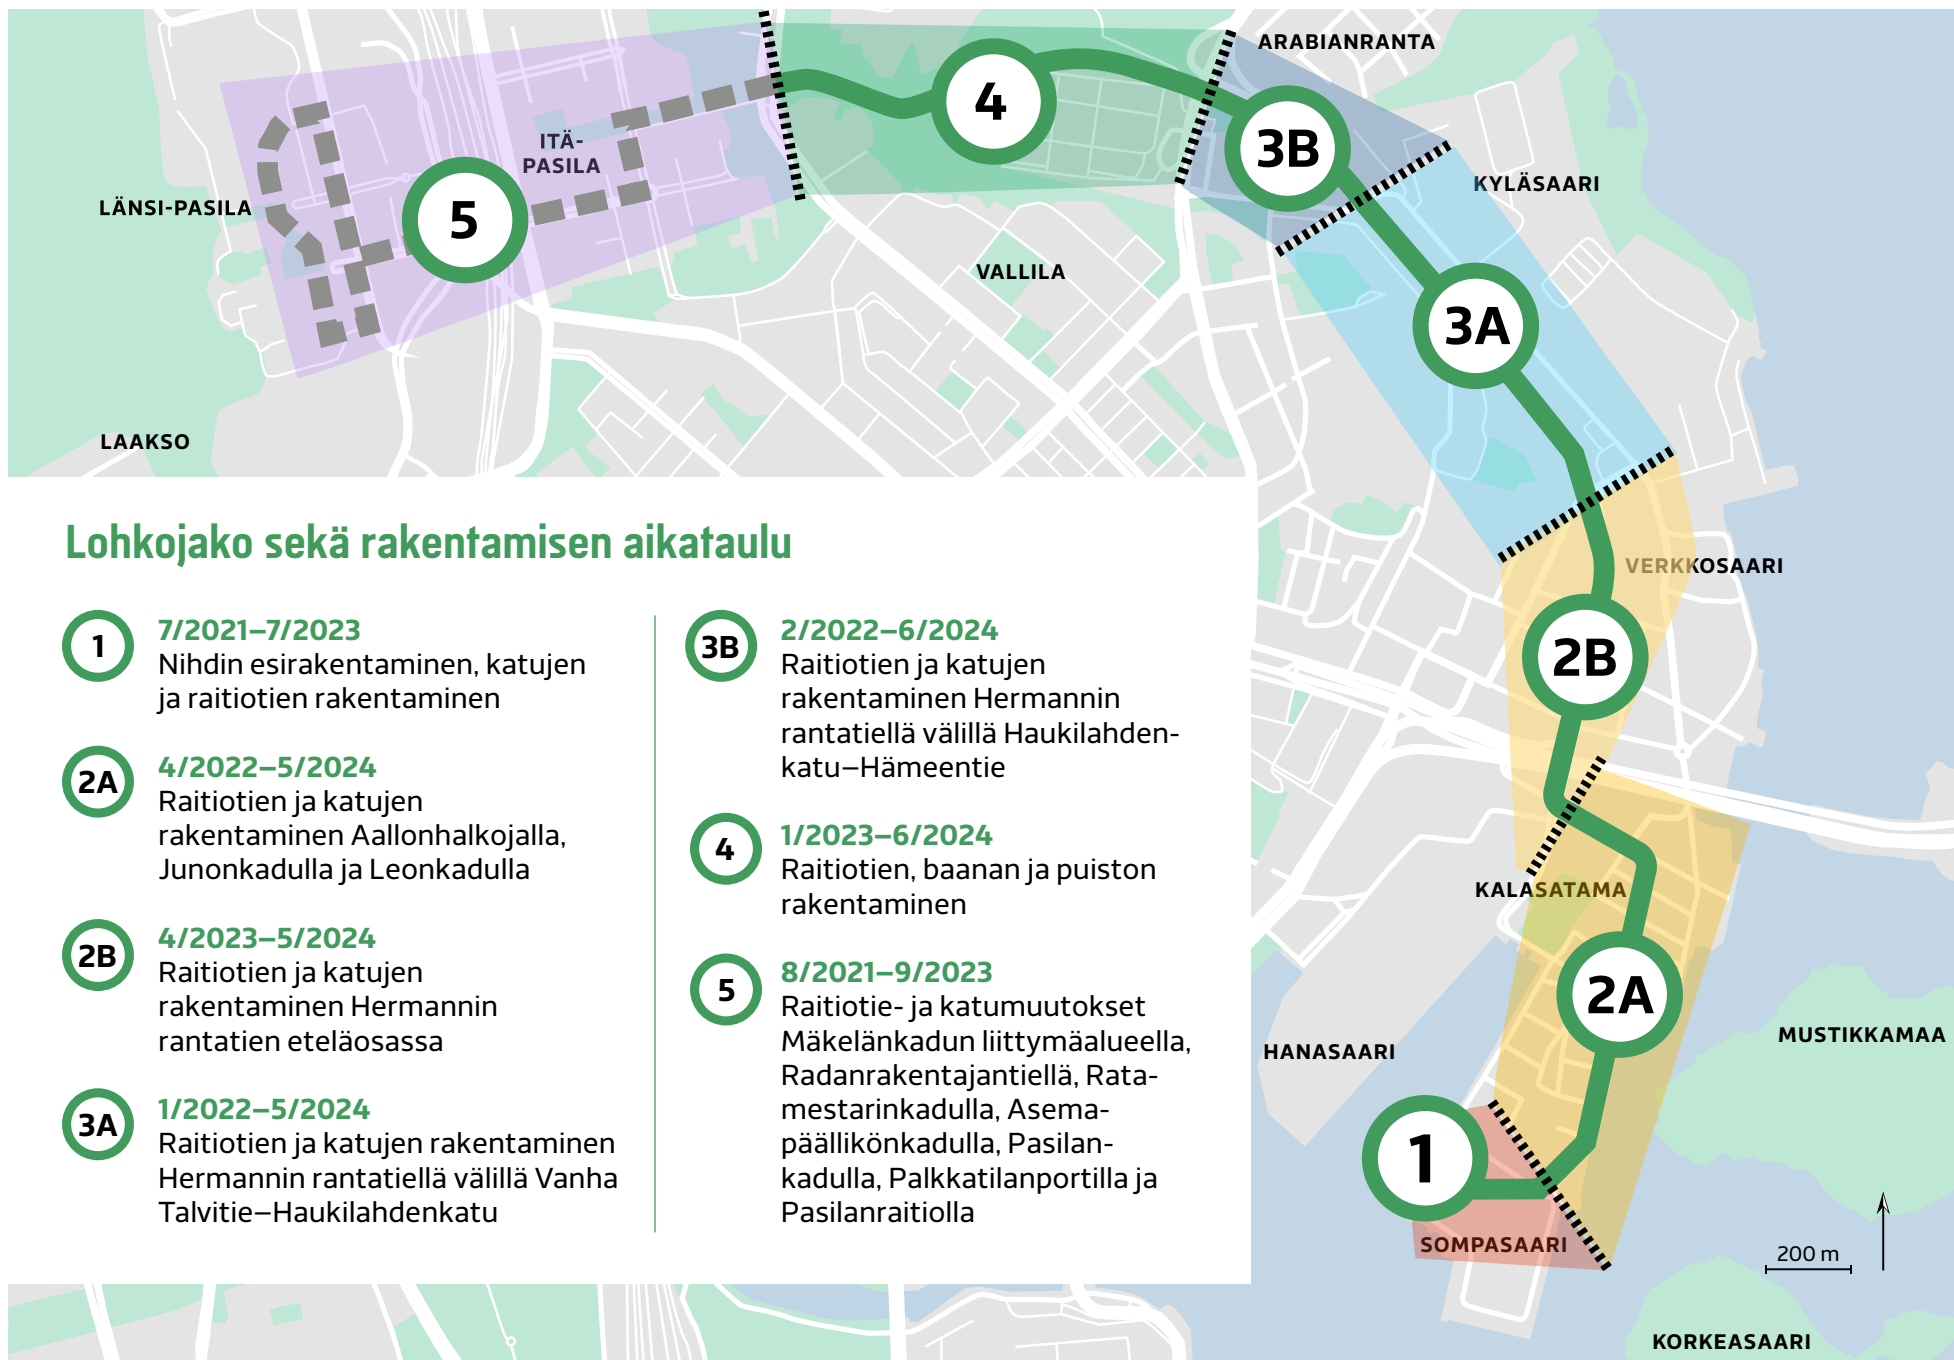 ARABIANRANTA
4
3B
ITÄ-
PASILA
KYLÄSAARI
LÄNSI-PASILA
5
VALLILA
3A
LAAKSO
VERKKOSAARI
2B
KALASATAMA
2A
MUSTIKKAMAA
HANASAARI
1
SOMPASAARI
200 m
KORKEASAARI
Lohkojako sekä rakentamisen aikataulu
1
7/2021–7/2023
Nihdin esirakentaminen, katujen
ja raitiotien rakentaminen
2A
4/2022–5/2024
Raitiotien ja katujen
rakentaminen Aallonhalkojalla,
Junonkadulla ja Leonkadulla
2B
4/2023–5/2024
Raitiotien ja katujen
rakentaminen Hermannin
rantatien eteläosassa
3A
1/2022–5/2024
Raitiotien ja katujen rakentaminen
Hermannin rantatiellä välillä Vanha
Talvitie–Haukilahdenkatu
3B
2/2022–6/2024
Raitiotien ja katujen
rakentaminen Hermannin
rantatiellä välillä Haukilahden-
katu–Hämeentie
4
1/2023–6/2024
Raitiotien, baanan ja puiston
rakentaminen
5
8/2021–9/2023
Raitiotie- ja katumuutokset
Mäkelänkadun liittymäalueella,
Radanrakentajantiellä, Rata-
mestarinkadulla, Asema-
päällikönkadulla, Pasilan-
kadulla, Palkkatilanportilla ja
Pasilanraitiolla